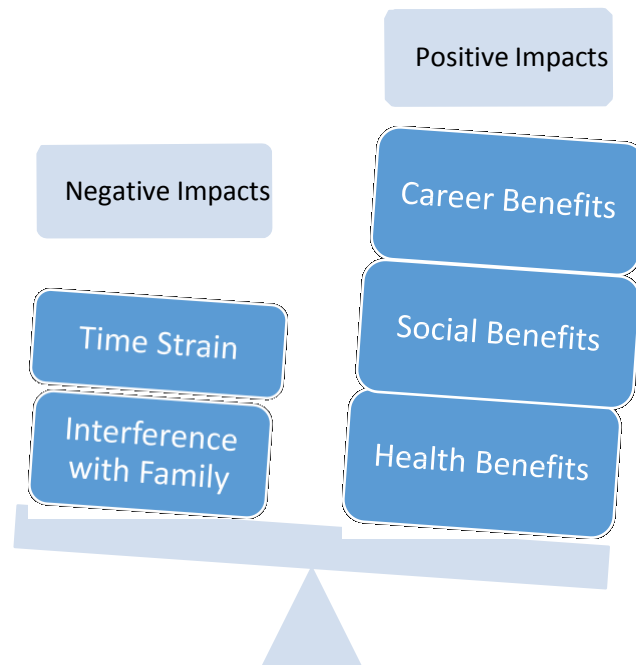 Positive Impacts
Negative Impacts
Career Benefits
Social Benefits
Health Benefits
Time Strain
Interference
with Family